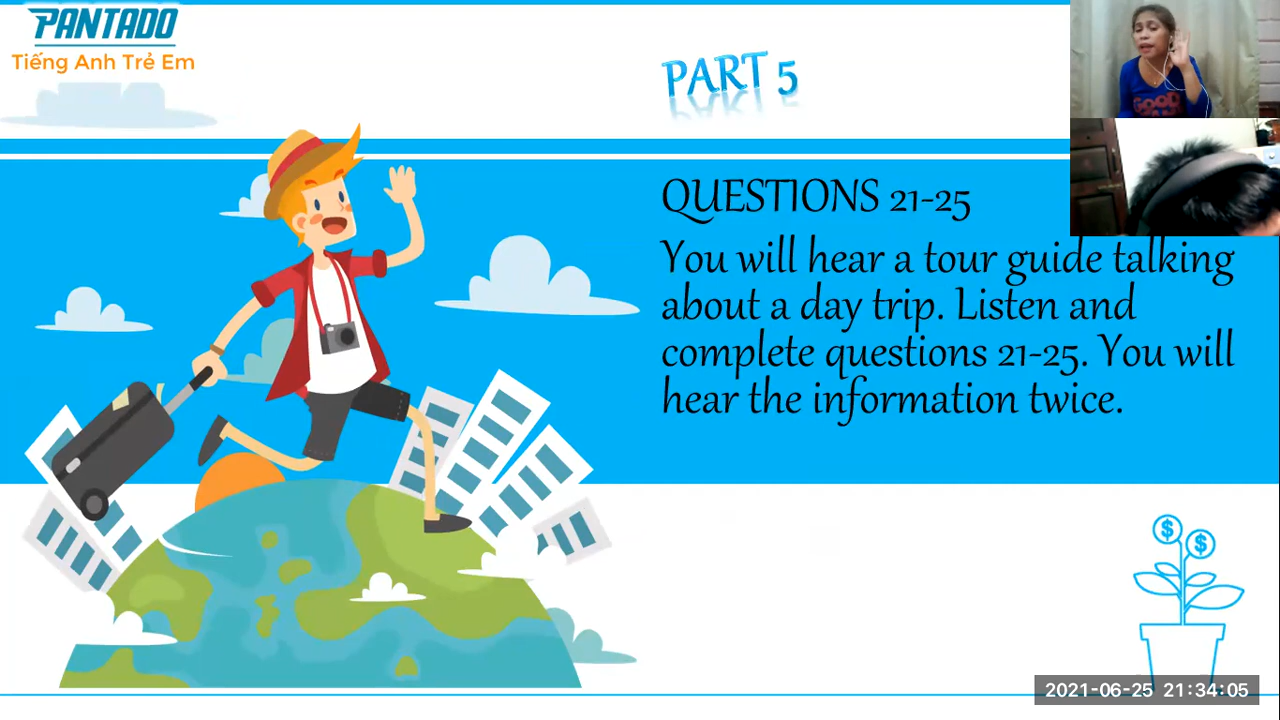 PANTADO
Tiếng Anh Trẻ Em
PART 5
QUESTIONS 21-25
You will hear a tour guide talking
about a day trip. Listen and
complete questions 21-25. You will
hear the information twice.
GOOD
$
$
2021-06-25 21:34:05